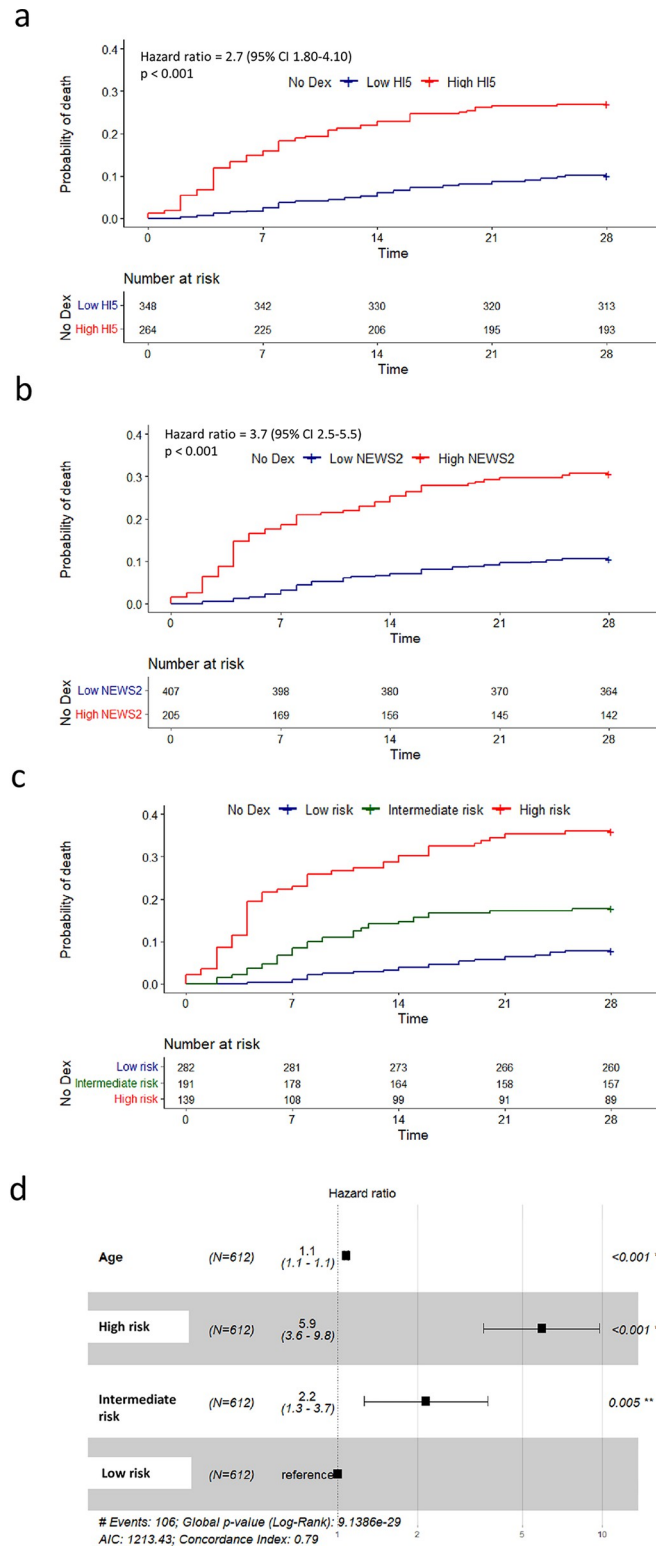 a
Hazard ratio = 2.7 (95% CI 1.80-4.10)
p < 0.001
No Dex Low HI5 High HI5
Probability of death
0.4
0.3
0.2
0.1
0.0
0 7 14 21 28
Time
Number at risk
No Dex
Low HI5 348 342 330 320 313
High HI5 264 225 206 195 193
0 7 14 21 28
Time
b
Hazard ratio = 3.7 (95% CI 2.5-5.5)
p < 0.001
No Dex Low NEWS2 High NEWS2
Probability of death
0.4
0.3
0.2
0.1
0.0
0 7 14 21 28
Time
Number at risk
No Dex
Low NEWS2 407 398 380 370 364
High NEWS2 205 169 156 145 142
0 7 14 21 28
Time
c
No Dex Low risk Intermediate risk High risk
Probability of death
0.4
0.3
0.2
0.1
0.0
0 7 14 21 28
Time
Number at risk
No Dex
Low risk 282 281 273 266 260
Intermediate risk 191 178 164 158 157
High risk 139 108 99 91 89
0 7 14 21 28
Time
d
Hazard ratio
Age (N=612) 1.1 <0.001 *
(1.1 - 1.1)
High risk (N=612) 5.9 <0.001 *
(3.6 - 9.8)
Intermediate (N=612) 2.2 0.005 **
risk (1.3 - 3.7)
Low risk (N=612) reference
# Events: 106; Global p-value (Log-Rank): 9.1386e-29
AIC: 1213.43; Concordance Index: 0.79
1 2 5 10